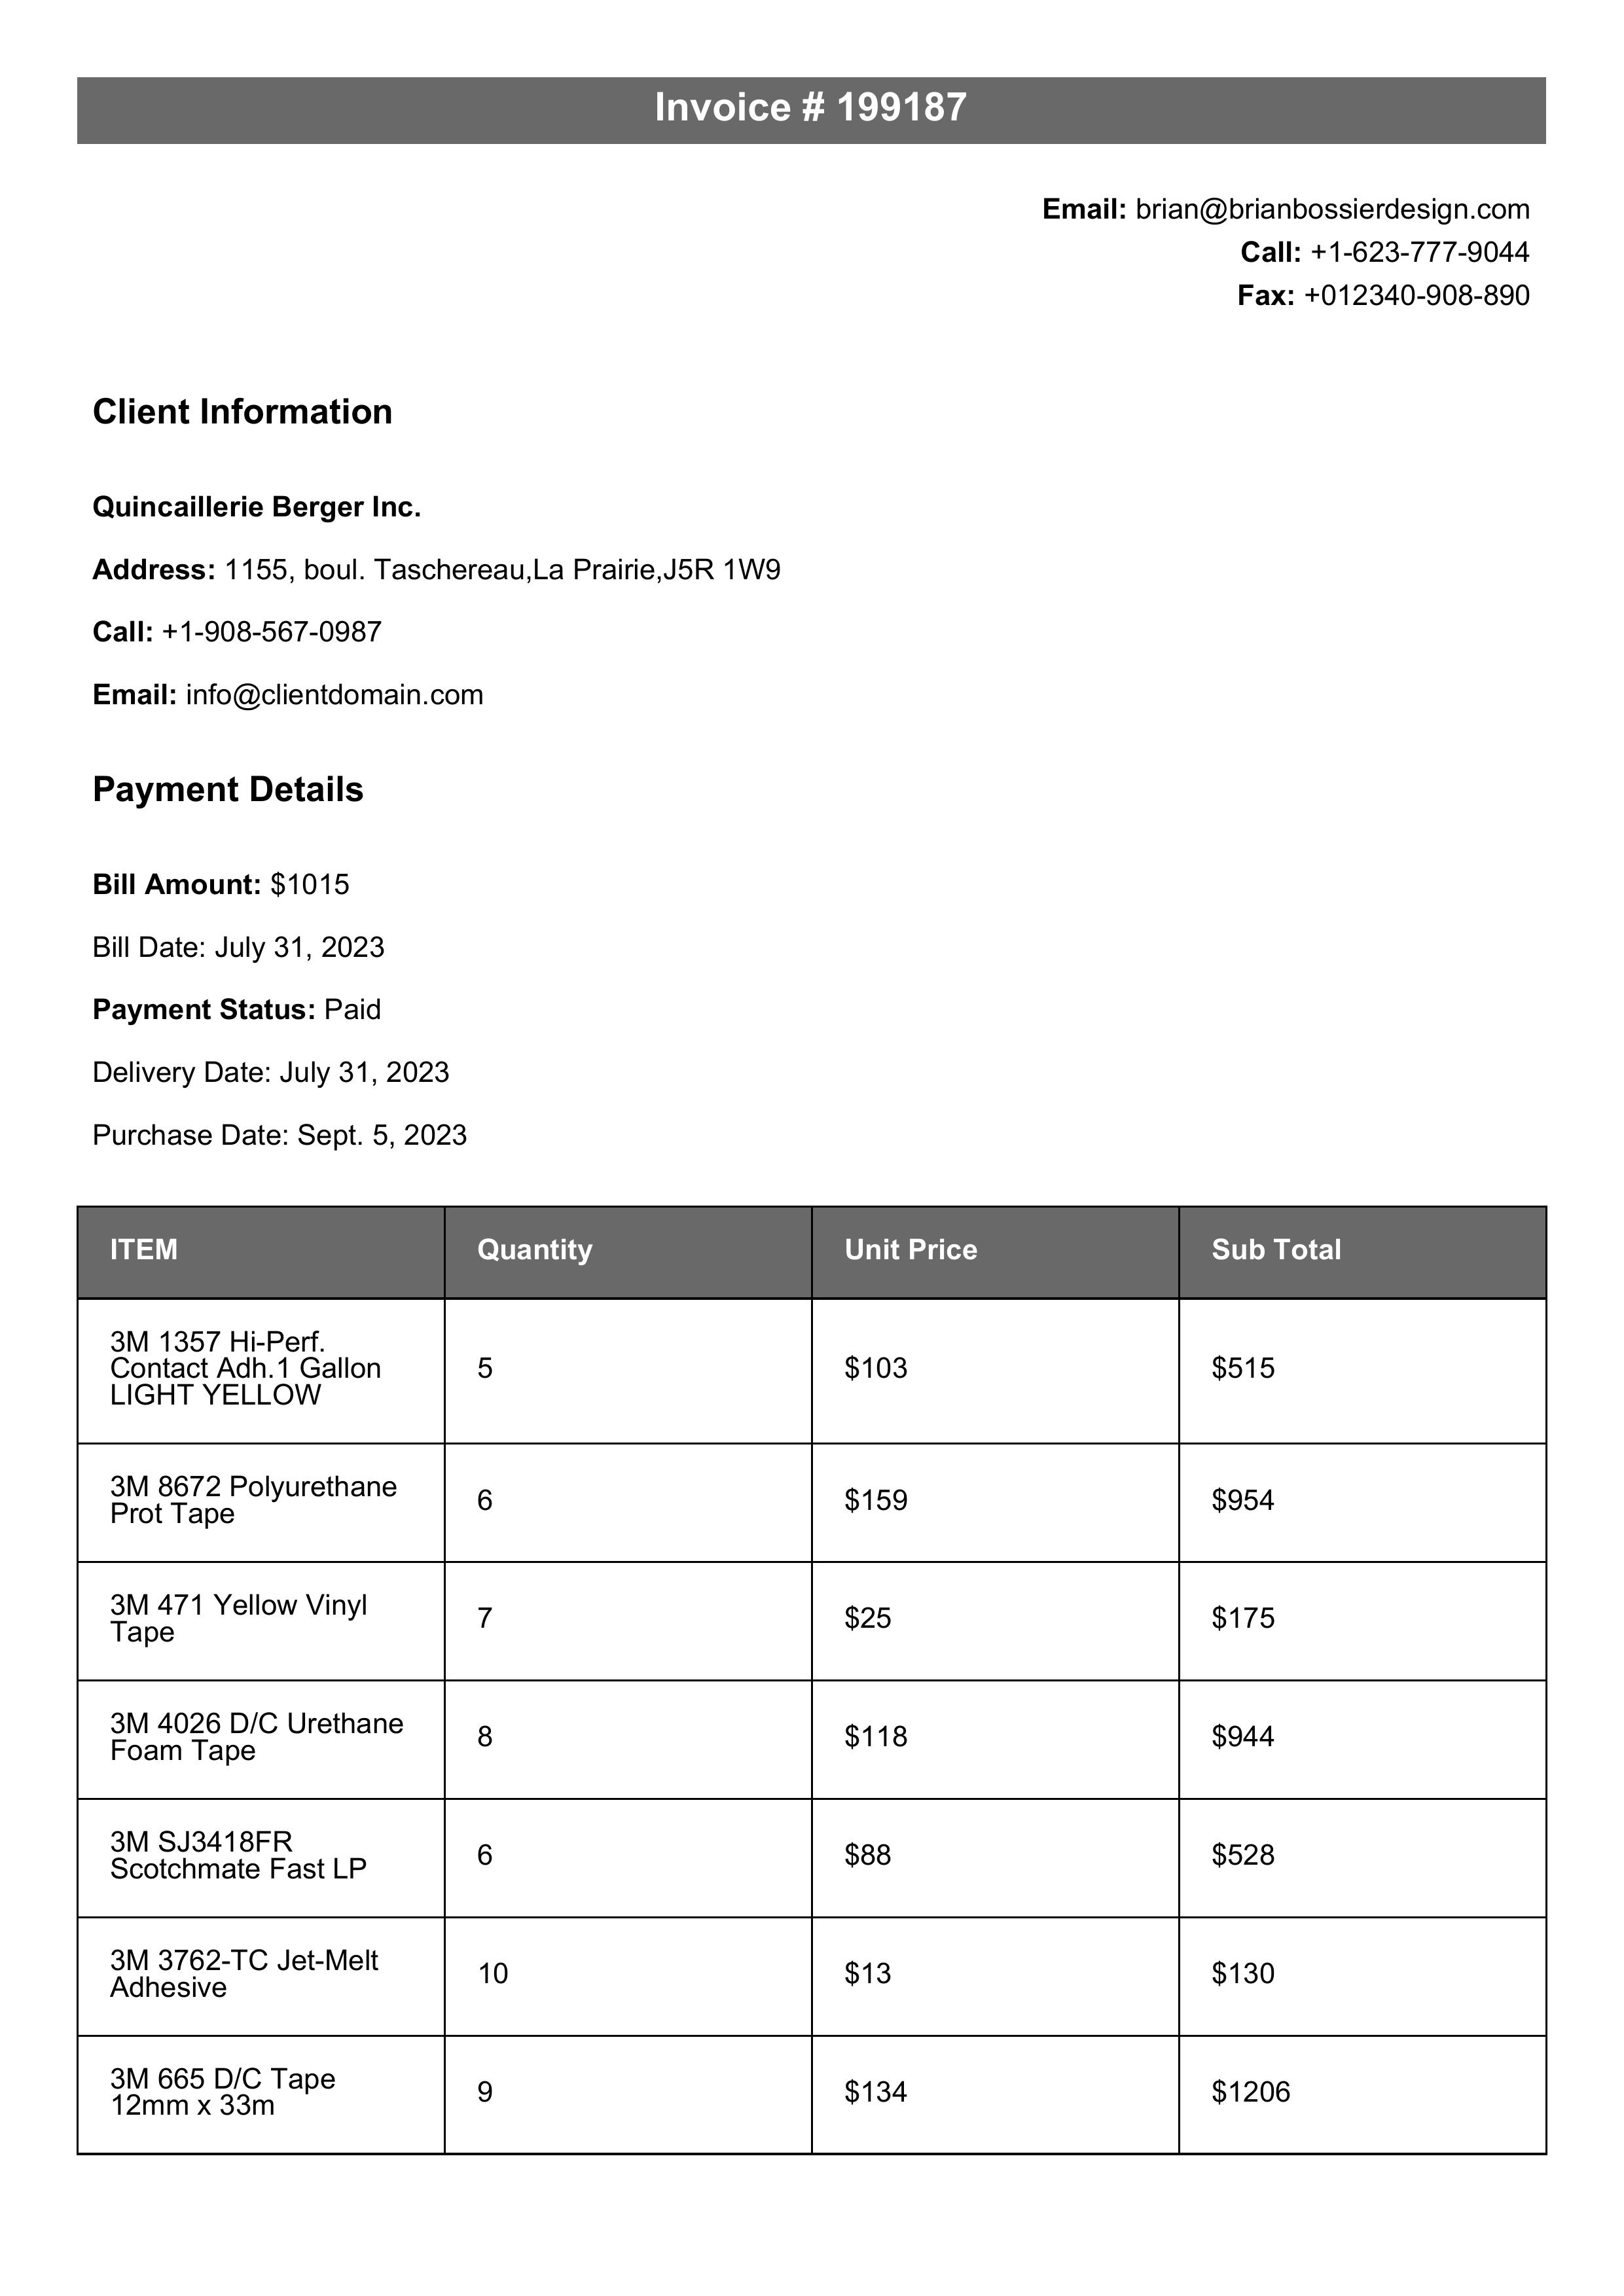 Invoice # 199187
Email: brian@brianbossierdesign.com
Call: +1-623-777-9044
Fax: +012340-908-890
Client Information
Quincaillerie Berger Inc.
Address: 1155, boul. Taschereau,La Prairie,J5R 1W9
Call: +1-908-567-0987
Email: info@clientdomain.com
Payment Details
Bill Amount: $1015
Bill Date: July 31, 2023
Payment Status: Paid
Delivery Date: July 31, 2023
Purchase Date: Sept. 5, 2023
ITEM Quantity Unit Price Sub Total
3M 1357 Hi-Perf.
Contact Adh.1 Gallon 5 $103 $515
LIGHT YELLOW
3M 8672 Polyurethane
Prot Tape 6 $159 $954
3M 471 Yellow Vinyl
Tape 7 $25 $175
3M 4026 D/C Urethane
Foam Tape 8 $118 $944
3M SJ3418FR
Scotchmate Fast LP 6 $88 $528
3M 3762-TC Jet-Melt
Adhesive 10 $13 $130
3M 665 D/C Tape
12mm x 33m 9 $134 $1206